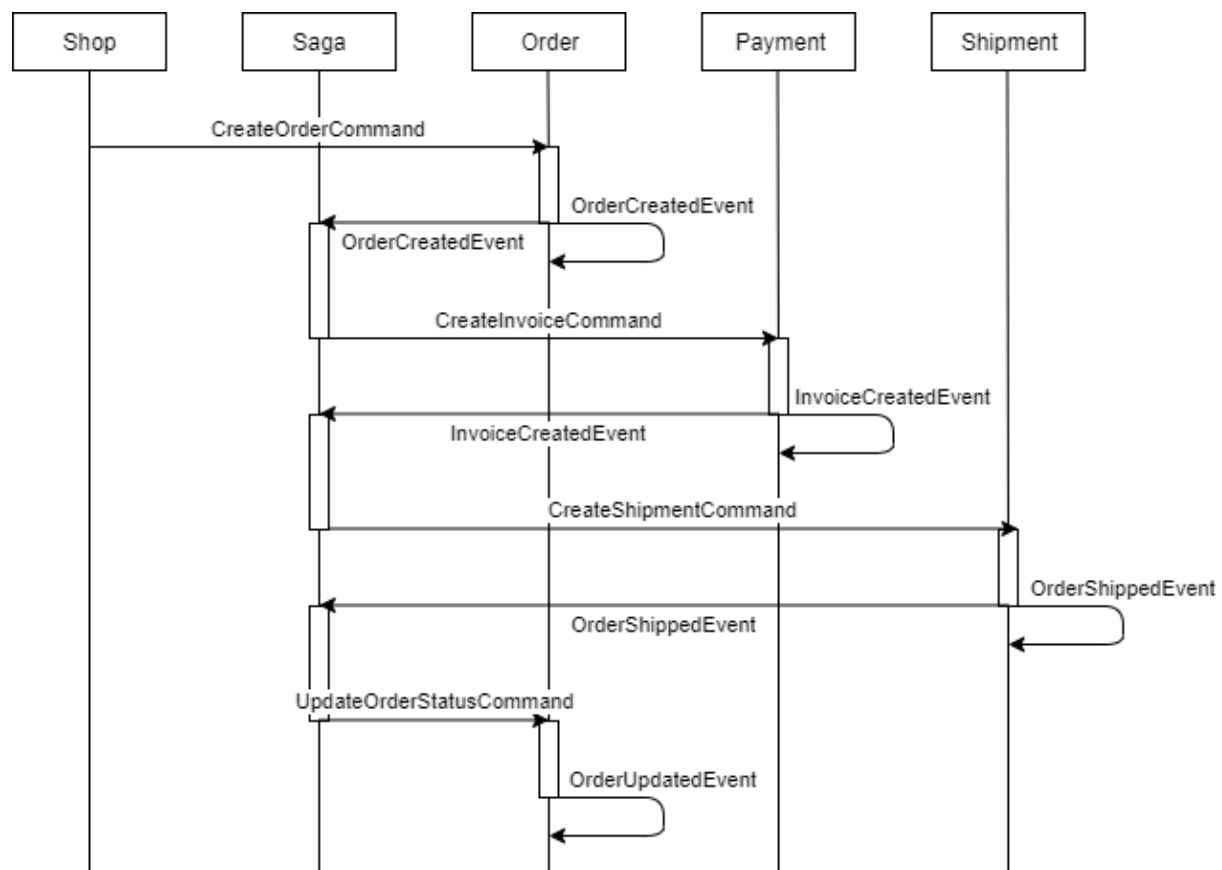 Shop
Saga
Order
Payment
Shipment
CreateOrderCommand
OrderCreatedEvent
OrderCreatedEvent
CreateInvoiceCommand
InvoiceCreatedEvent
InvoiceCreatedEvent
CreateShipmentCommand
OrderShippedEvent
OrderShippedEvent
UpdateOrderStatusCommand
OrderUpdatedEvent